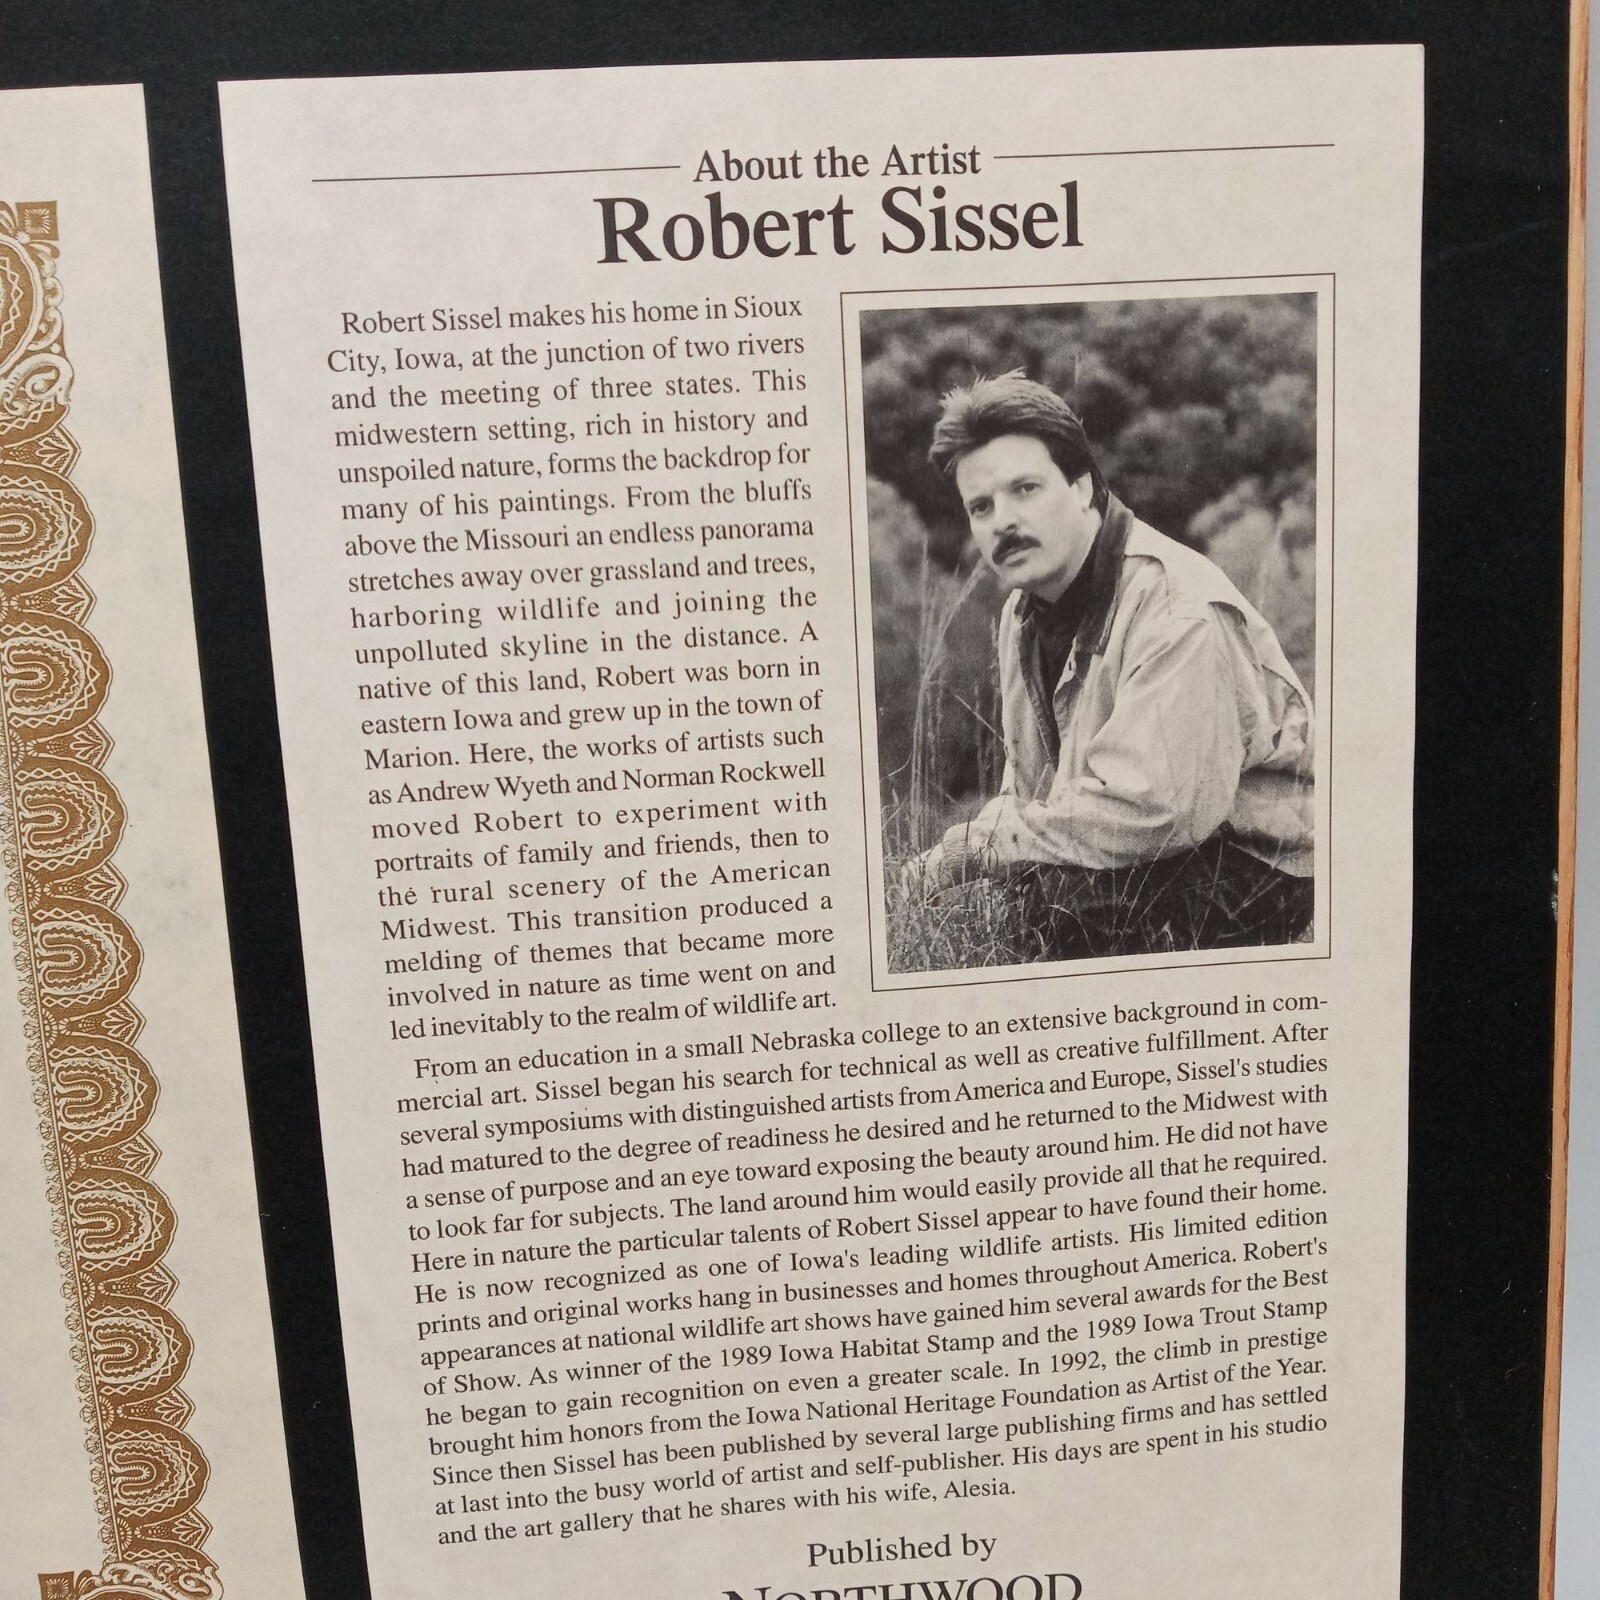 About the Artist
Robert Sissel
Robert Sissel makes his home in Sioux
City, Iowa, at the junction of two rivers
and the meeting of three states. This
midwestern setting, rich in history and
unspoiled nature, forms the backdrop for
many of his paintings. From the bluffs
above the Missouri an endless panorama
stretches away over grassland and trees,
harboring wildlife and joining the
unpolluted skyline in the distance. A
native of this land, Robert was born in
eastern Iowa and grew up in the town of
Marion. Here, the works of artists such
as Andrew Wyeth and Norman Rockwell
moved Robert to experiment with
portraits of family and friends, then to
the rural scenery of the American
Midwest. This transition produced a
melding of themes that became more
involved in nature as time went on and
led inevitably to the realm of wildlife art.
From an education in a small Nebraska college to an extensive background in com-
mercial art. Sissel began his search for technical as well as creative fulfillment. After
several symposiums with distinguished artists from America and Europe, Sissel's studies
had matured to the degree of readiness he desired and he returned to the Midwest with
a sense of purpose and an eye toward exposing the beauty around him. He did not have
to look far for subjects. The land around him would easily provide all that he required.
Here in nature the particular talents of Robert Sissel appear to have found their home.
He is now recognized as one of Iowa's leading wildlife artists. His limited edition
prints and original works hang in businesses and homes throughout America. Robert's
appearances at national wildlife art shows have gained him several awards for the Best
of Show. As winner of the 1989 Iowa Habitat Stamp and the 1989 Iowa Trout Stamp
he began to gain recognition on even a greater scale. In 1992, the climb in prestige
brought him honors from the Iowa National Heritage Foundation as Artist of the Year.
Since then Sissel has been published by several large publishing firms and has settled
at last into the busy world of artist and self-publisher. His days are spent in his studio
and the art gallery that he shares with his wife, Alesia.
Published by
NORTHWOOD